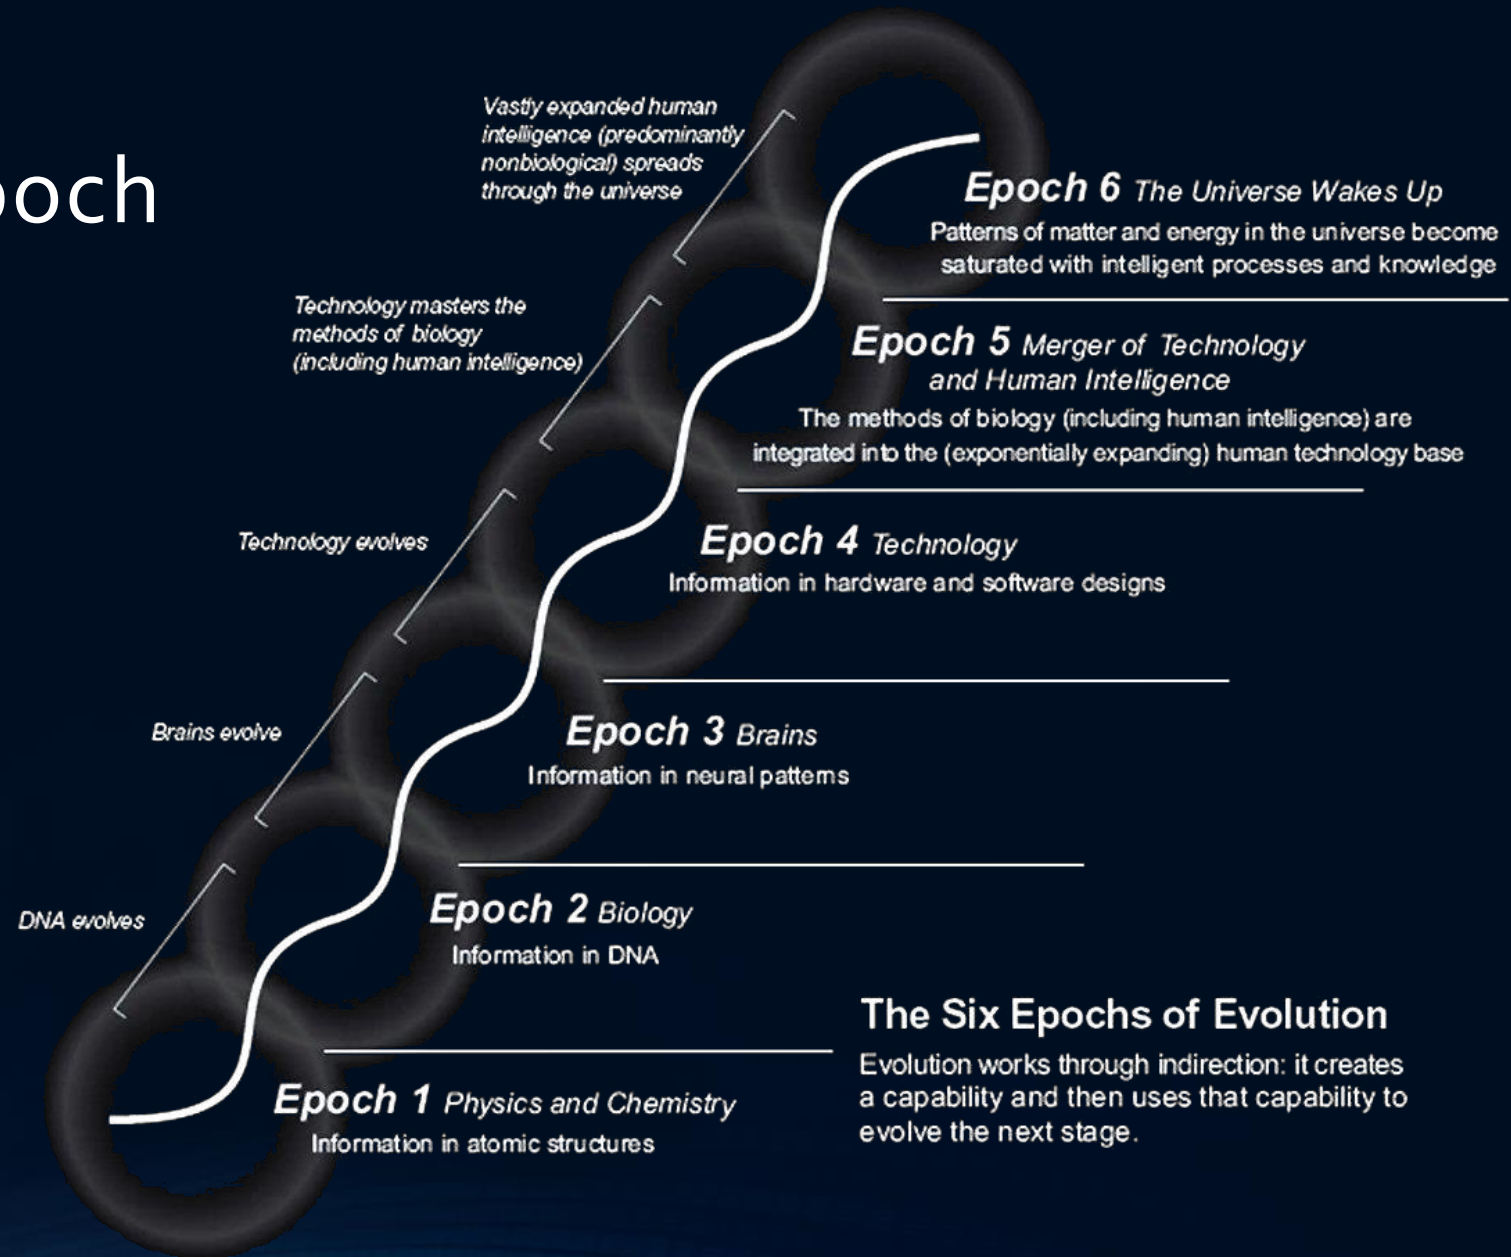 poch
Vastly expanded human
intelligence (predominantly
nonbiological) spreads
through the universe
Epoch 6 The Universe Wakes Up
Patterns of matter and energy in the universe become
saturated with intelligent processes and knowledge
Technology masters the
methods of biology
(including human intelligence)
Epoch 5 Merger of Technology
and Human Intelligence
The methods of biology (including human intelligence) are
integrated into the (exponentially expanding) human technology base
Technology evolves
Epoch 4 Technology
Information in hardware and software designs
Brains evolve
Epoch 3 Brains
Information in neural patterns
DNA evolves
Epoch 2 Biology
Information in DNA
Epoch 1 Physics and Chemistry
Information in atomic structures
The Six Epochs of Evolution
Evolution works through indirection: it creates
a capability and then uses that capability to
evolve the next stage.